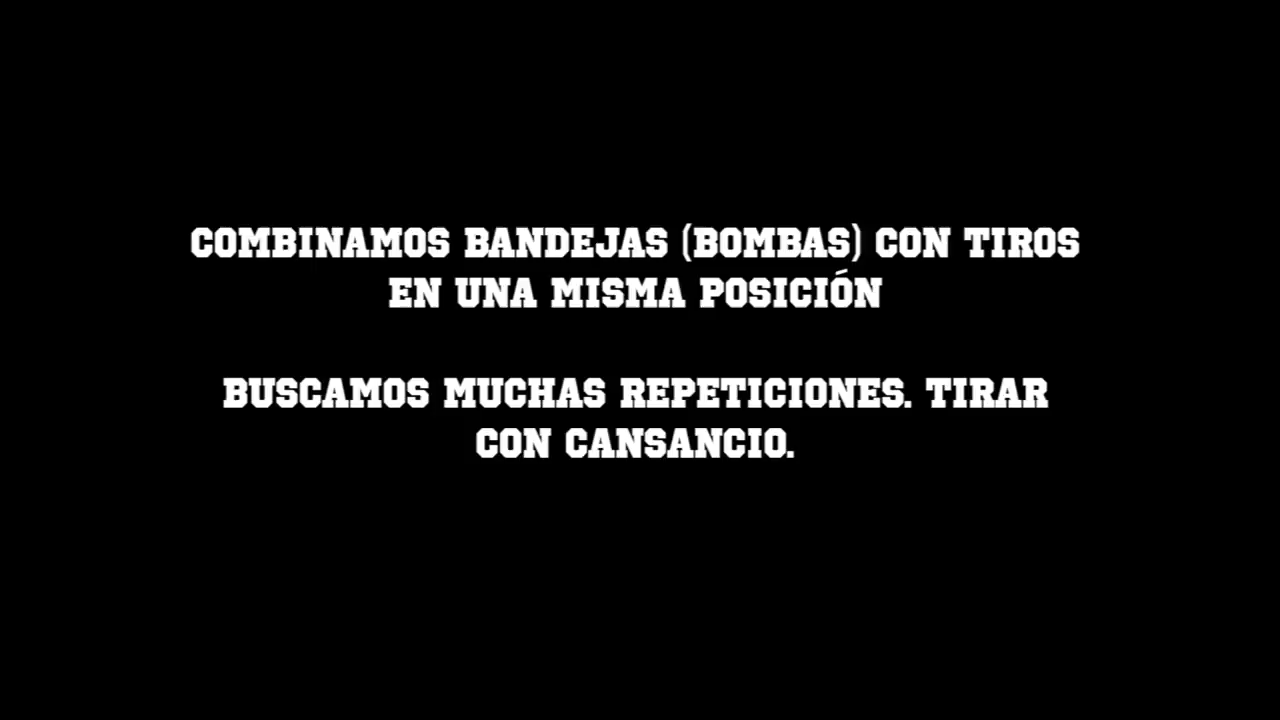 COMBINAMOS BANDEJAS (BOMBAS) CON TIROS
EN UNA MISMA POSICIÓN
BUSCAMOS MUCHAS REPETICIONES. TIRAR
CON CANSANCIO.